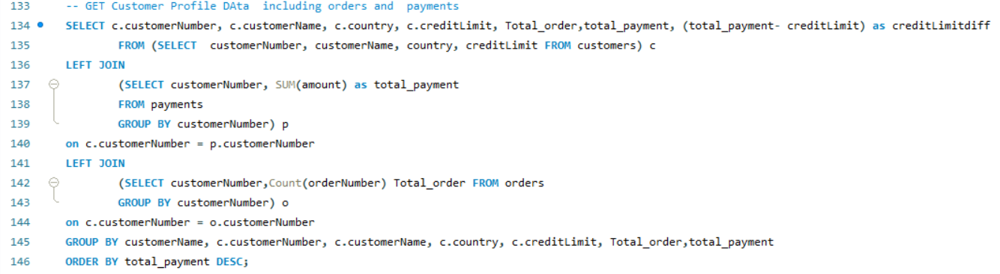 133 -- GET Customer Profile DAta  including orders and  payments
134 SELECT c.customerNumber, c.customerName, c.country, c.creditLimit, Total_order,total_payment, (total_payment- creditLimit) as creditLimitdiff
135 FROM (SELECT  customerNumber, customerName, country, creditLimit FROM customers) c
136 LEFT JOIN
137 (SELECT customerNumber, SUM(amount) as total_payment
138 FROM payments
139 GROUP BY customerNumber) p
140 on c.customerNumber = p.customerNumber
141 LEFT JOIN
142 (SELECT customerNumber,Count(orderNumber) Total_order FROM orders
143 GROUP BY customerNumber) o
144 on c.customerNumber = o.customerNumber
145 GROUP BY customerName, c.customerNumber, c.customerName, c.country, c.creditLimit, Total_order,total_payment
146 ORDER BY total_payment DESC;